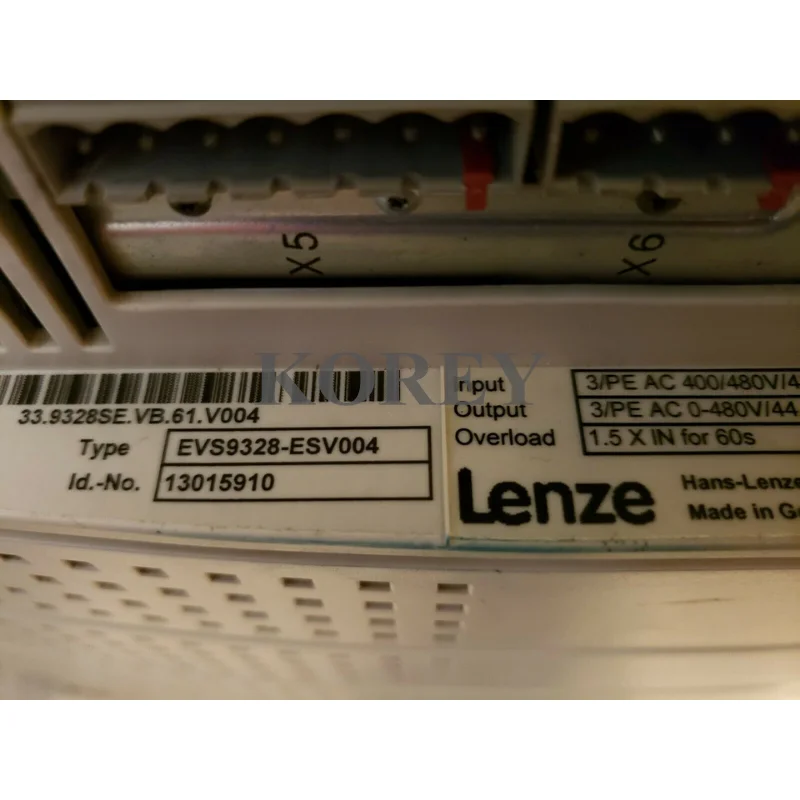 X5
X6
KOREY
33.9328SE.VB.61.V004
Type EVS9328-ESV004
Id.-No. 13015910
Input 3/PE AC 400/480V/4
Output 3/PE AC 0-480V/44
Overload 1.5 X IN for 60s
Lenze
Hans-Lenze
Made in Ge